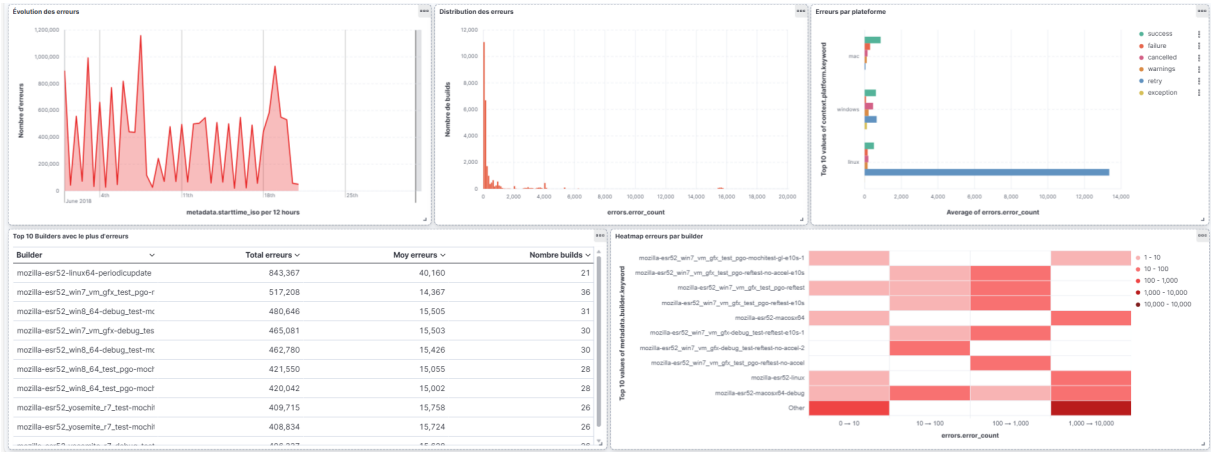 Évolution des erreurs
Nombre d'erreurs
1,200,000
1,000,000
800,000
600,000
400,000
200,000
0
4th
11th
18th
25th
June 2018
metadata.starttime_iso per 12 hours
Distribution des erreurs
Nombre de builds
12,000
10,000
8,000
6,000
4,000
2,000
0
0 2,000 4,000 6,000 8,000 10,000 12,000 14,000 16,000 18,000 20,000
errors.error_count
Erreurs par plateforme
Top 10 values of context.platform.keyword
mac
windows
linux
0 2,000 4,000 6,000 8,000 10,000 12,000 14,000
Average of errors.error_count
success
failure
cancelled
warnings
retry
exception
Top 10 Builders avec le plus d'erreurs
Builder Total erreurs Moy erreurs Nombre builds
mozilla-esr52-linux64-periodicupdate 843,367 40,160 21
mozilla-esr52_win7_vm_gfx_test_pgo-r 517,208 14,367 36
mozilla-esr52_win8_64-debug_test-mo 480,646 15,505 31
mozilla-esr52_win7_vm_gfx-debug_tes 465,081 15,503 30
mozilla-esr52_win8_64-debug_test-mo 462,780 15,426 30
mozilla-esr52_win8_64_test_pgo-moch 421,550 15,055 28
mozilla-esr52_win8_64_test_pgo-moch 420,042 15,002 28
mozilla-esr52_yosemite_r7_test-mochit 409,715 15,758 26
mozilla-esr52_yosemite_r7_test-mochit 408,834 15,724 26
Heatmap erreurs par builder
Top 10 values of metadata.builder.keyword
mozilla-esr52_win7_vm_gfx_test_pgo-mochitest-gl-e10s-1
mozilla-esr52_win7_vm_gfx_test_pgo-reftest-no-accel-e10s
mozilla-esr52_win7_vm_gfx_test_pgo-reftest
mozilla-esr52_win7_vm_gfx_test_pgo-reftest-e10s
mozilla-esr52-macosx64
mozilla-esr52_win7_vm_gfx-debug_test-reftest-e10s-1
mozilla-esr52_win7_vm_gfx-debug_test-reftest-no-accel-2
mozilla-esr52_win7_vm_gfx_test_pgo-reftest-no-accel
mozilla-esr52-linux
mozilla-esr52-macosx64-debug
Other
0 → 10 10 → 100 100 → 1,000 1,000 → 10,000
errors.error_count
1 - 10
10 - 100
100 - 1,000
1,000 - 10,000
10,000 - 10,000